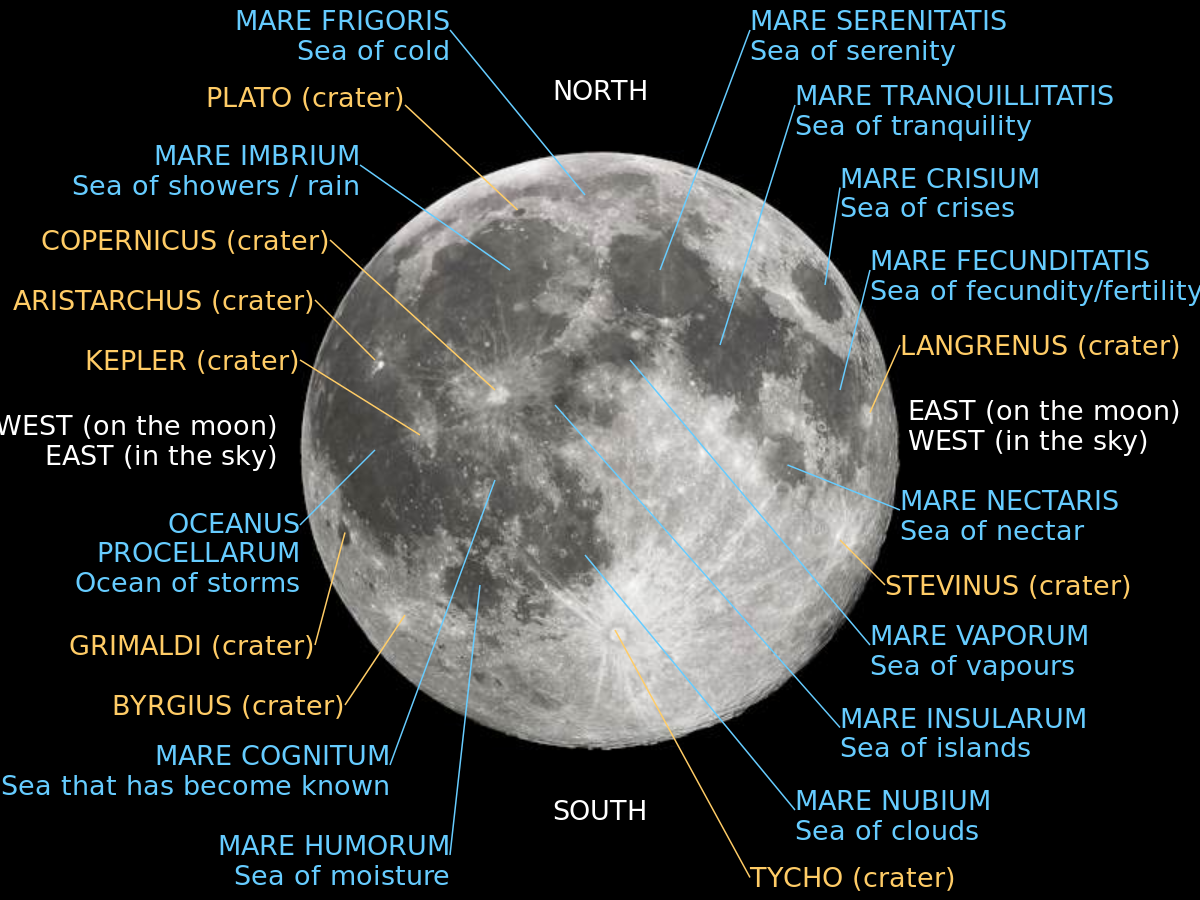 MARE FRIGORIS
Sea of cold
PLATO (crater)
MARE IMBRIUM
Sea of showers / rain
COPERNICUS (crater)
ARISTARCHUS (crater)
KEPLER (crater)
WEST (on the moon)
EAST (in the sky)
OCEANUS
PROCELLARUM
Ocean of storms
GRIMALDI (crater)
BYRGIUS (crater)
MARE COGNITUM
Sea that has become known
MARE HUMORUM
Sea of moisture
NORTH
SOUTH
MARE SERENITATIS
Sea of serenity
MARE TRANQUILLITATIS
Sea of tranquility
MARE CRISIUM
Sea of crises
MARE FECUNDITATIS
Sea of fecundity/fertility
LANGRENUS (crater)
EAST (on the moon)
WEST (in the sky)
MARE NECTARIS
Sea of nectar
STEVINUS (crater)
MARE VAPORUM
Sea of vapours
MARE INSULARUM
Sea of islands
MARE NUBIUM
Sea of clouds
TYCHO (crater)